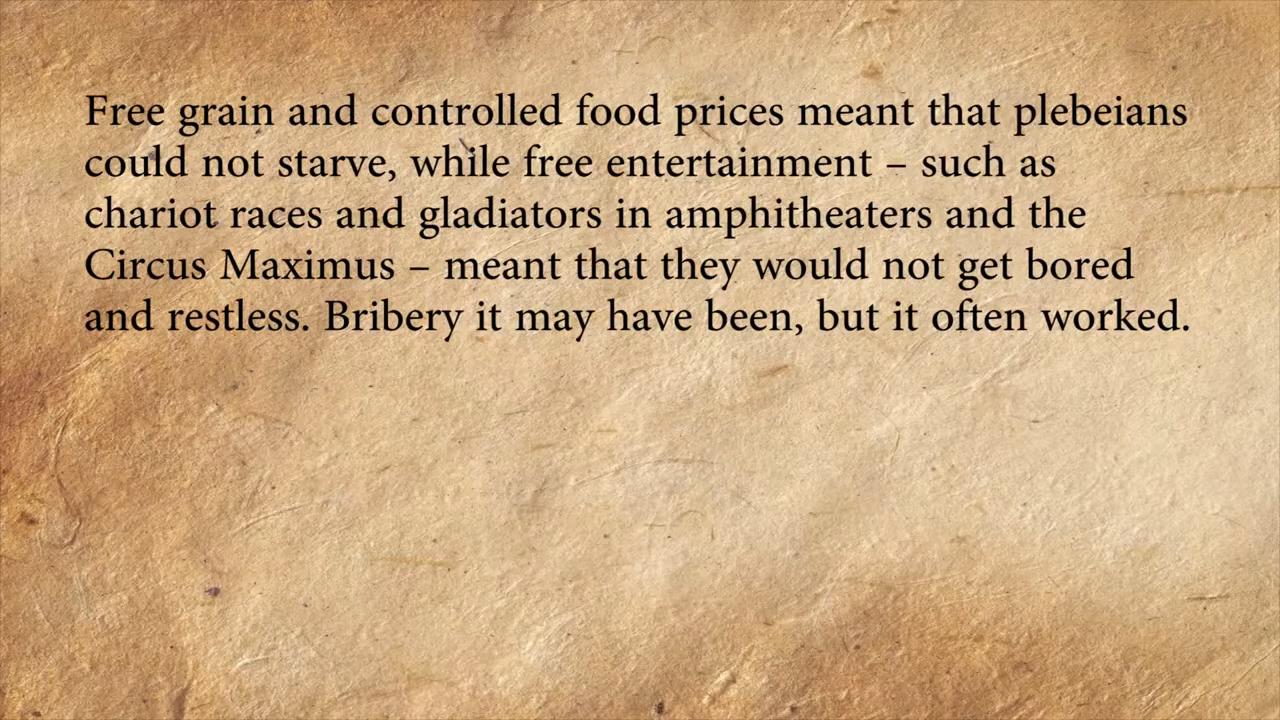 Free grain and controlled food prices meant that plebeians
could not starve, while free entertainment – such as
chariot races and gladiators in amphitheaters and the
Circus Maximus – meant that they would not get bored
and restless. Bribery it may have been, but it often worked.